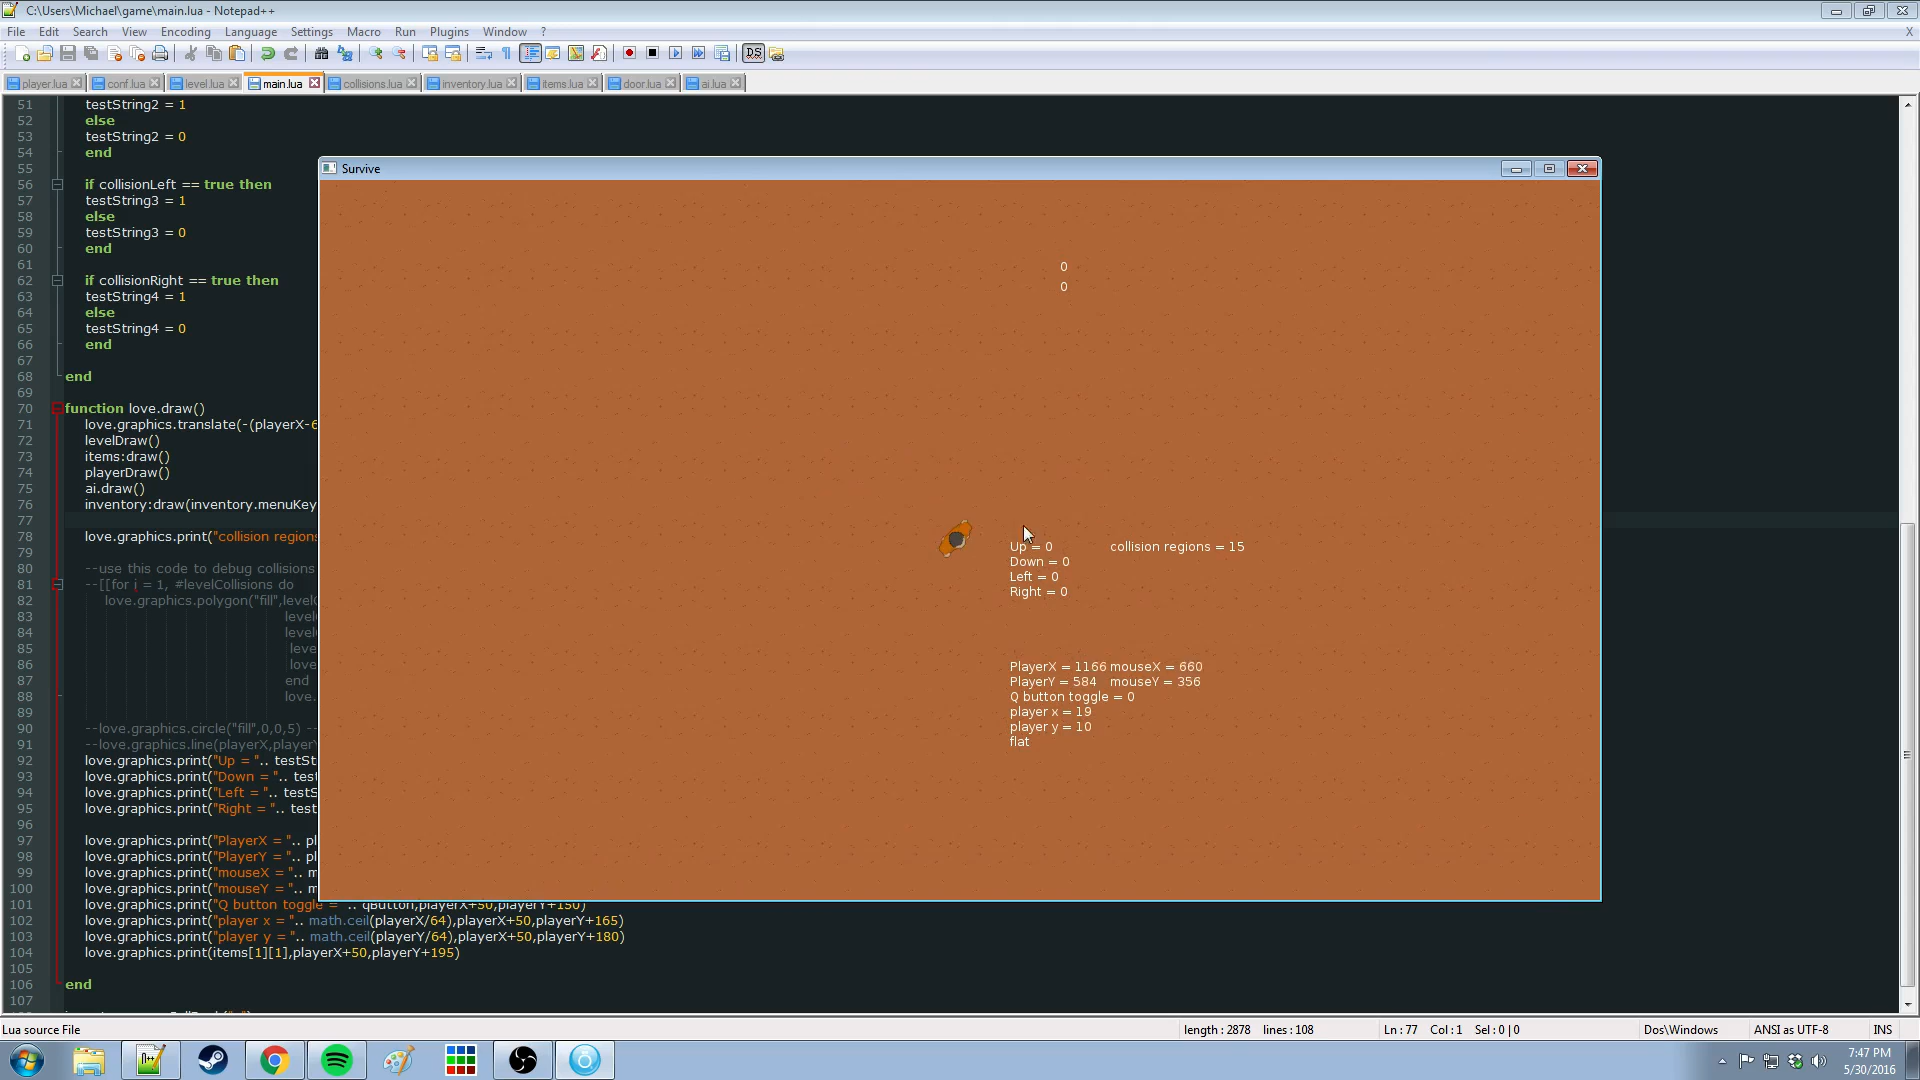 C:\Users\Michael\game\main.lua - Notepad++
File Edit Search View Encoding Language Settings Macro Run Plugins Window ? X
player.lua conf.lua level.lua main.lua collisions.lua inventory.lua items.lua door.lua ai.lua
51 testString2 = 1
52 else
53 testString2 = 0
54 end
55
56 if collisionLeft == true then
57 testString3 = 1
58 else
59 testString3 = 0
60 end
61
62 if collisionRight == true then
63 testString4 = 1
64 else
65 testString4 = 0
66 end
67
68 end
69
70 function love.draw()
71 love.graphics.translate(-(playerX-6
72 levelDraw()
73 items:draw()
74 playerDraw()
75 ai.draw()
76 inventory:draw(inventory.menuKey
77
78 love.graphics.print("collision regions
79
80 --use this code to debug collisions
81 --[[for i = 1, #levelCollisions do
82 love.graphics.polygon("fill",level
83 level
84 level
85 leve
86 love
87 end
88 love.
89
90 --love.graphics.circle("fill",0,0,5) --
91 --love.graphics.line(playerX,playerY
92 love.graphics.print("Up = ".. testSt
93 love.graphics.print("Down = ".. test
94 love.graphics.print("Left = ".. testS
95 love.graphics.print("Right = ".. test
96
97 love.graphics.print("PlayerX = ".. pl
98 love.graphics.print("PlayerY = ".. pl
99 love.graphics.print("mouseX = ".. m
100 love.graphics.print("mouseY = ".. m
101 love.graphics.print("Q button toggle = ".. qButton,playerX+50,playerY+150)
102 love.graphics.print("player x = ".. math.ceil(playerX/64),playerX+50,playerY+165)
103 love.graphics.print("player y = ".. math.ceil(playerY/64),playerX+50,playerY+180)
104 love.graphics.print(items[1][1],playerX+50,playerY+195)
105
106 end
107
Survive
0
0
Up = 0 collision regions = 15
Down = 0
Left = 0
Right = 0
PlayerX = 1166 mouseX = 660
PlayerY = 584 mouseY = 356
Q button toggle = 0
player x = 19
player y = 10
flat
Lua source File length : 2878 lines : 108 Ln : 77 Col : 1 Sel : 0 | 0 Dos\Windows ANSI as UTF-8 INS
7:47 PM
5/30/2016